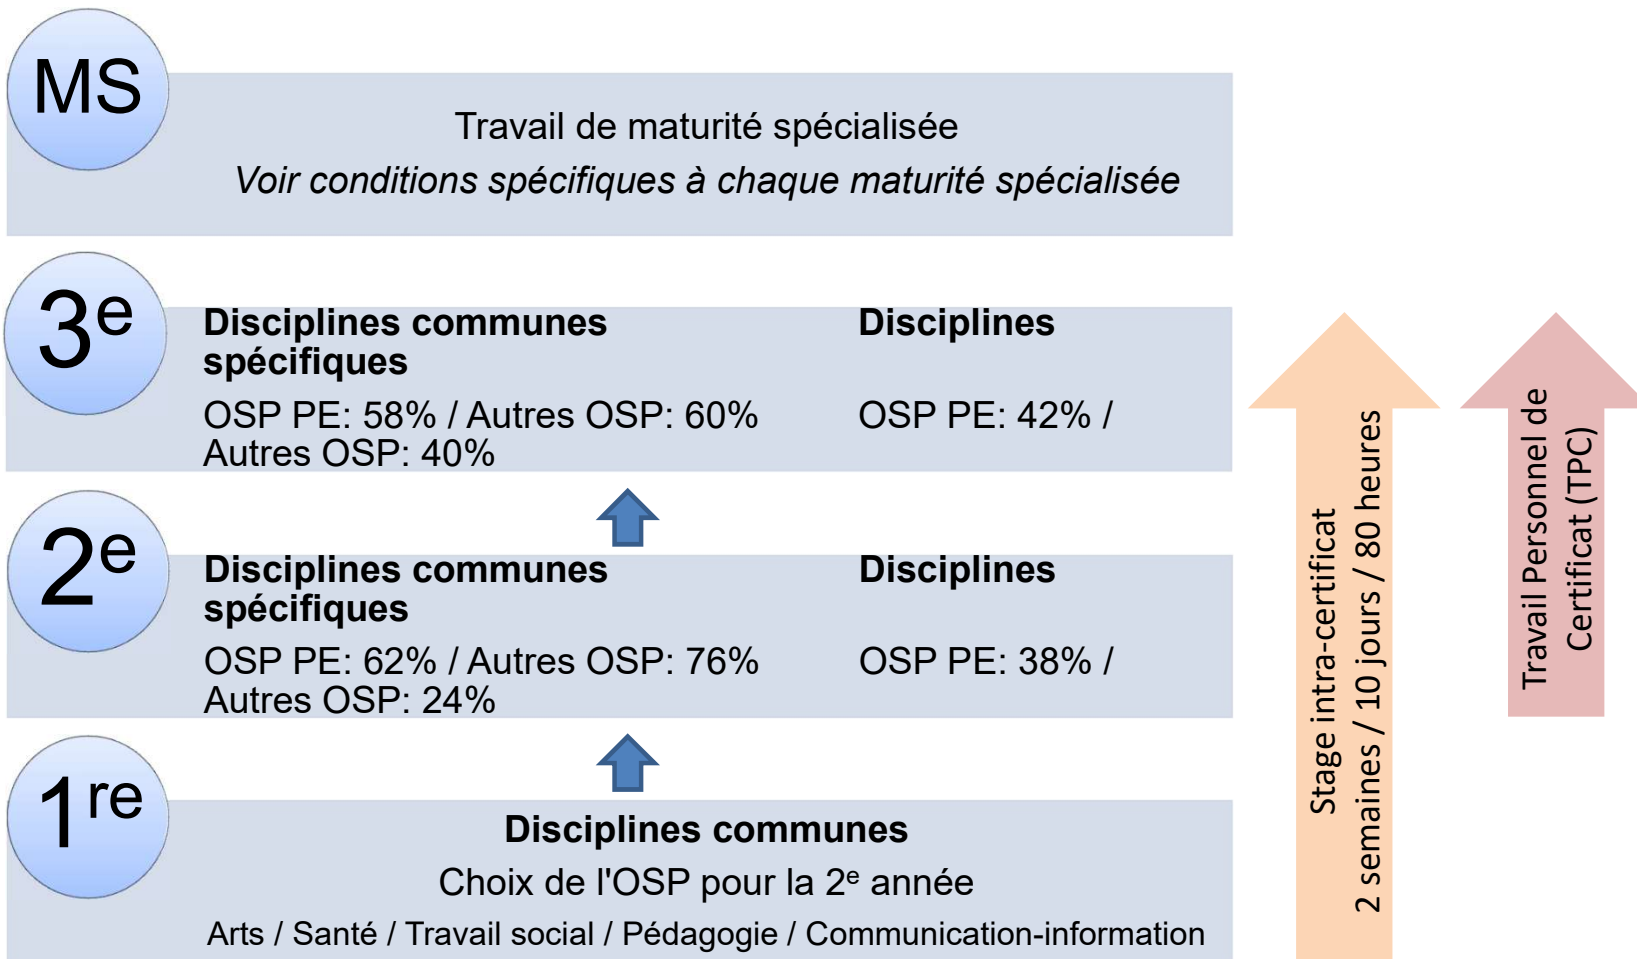 MS
Travail de maturité spécialisée
Voir conditions spécifiques à chaque maturité spécialisée
3e
Disciplines communes Disciplines
spécifiques
OSP PE: 58% / Autres OSP: 60% OSP PE: 42% /
Autres OSP: 40%
2e
Disciplines communes Disciplines
spécifiques
OSP PE: 62% / Autres OSP: 76% OSP PE: 38% /
Autres OSP: 24%
1re
Disciplines communes
Choix de l'OSP pour la 2e année
Arts / Santé / Travail social / Pédagogie / Communication-information
Stage intra-certificat
2 semaines / 10 jours / 80 heures
Travail Personnel de
Certificat (TPC)